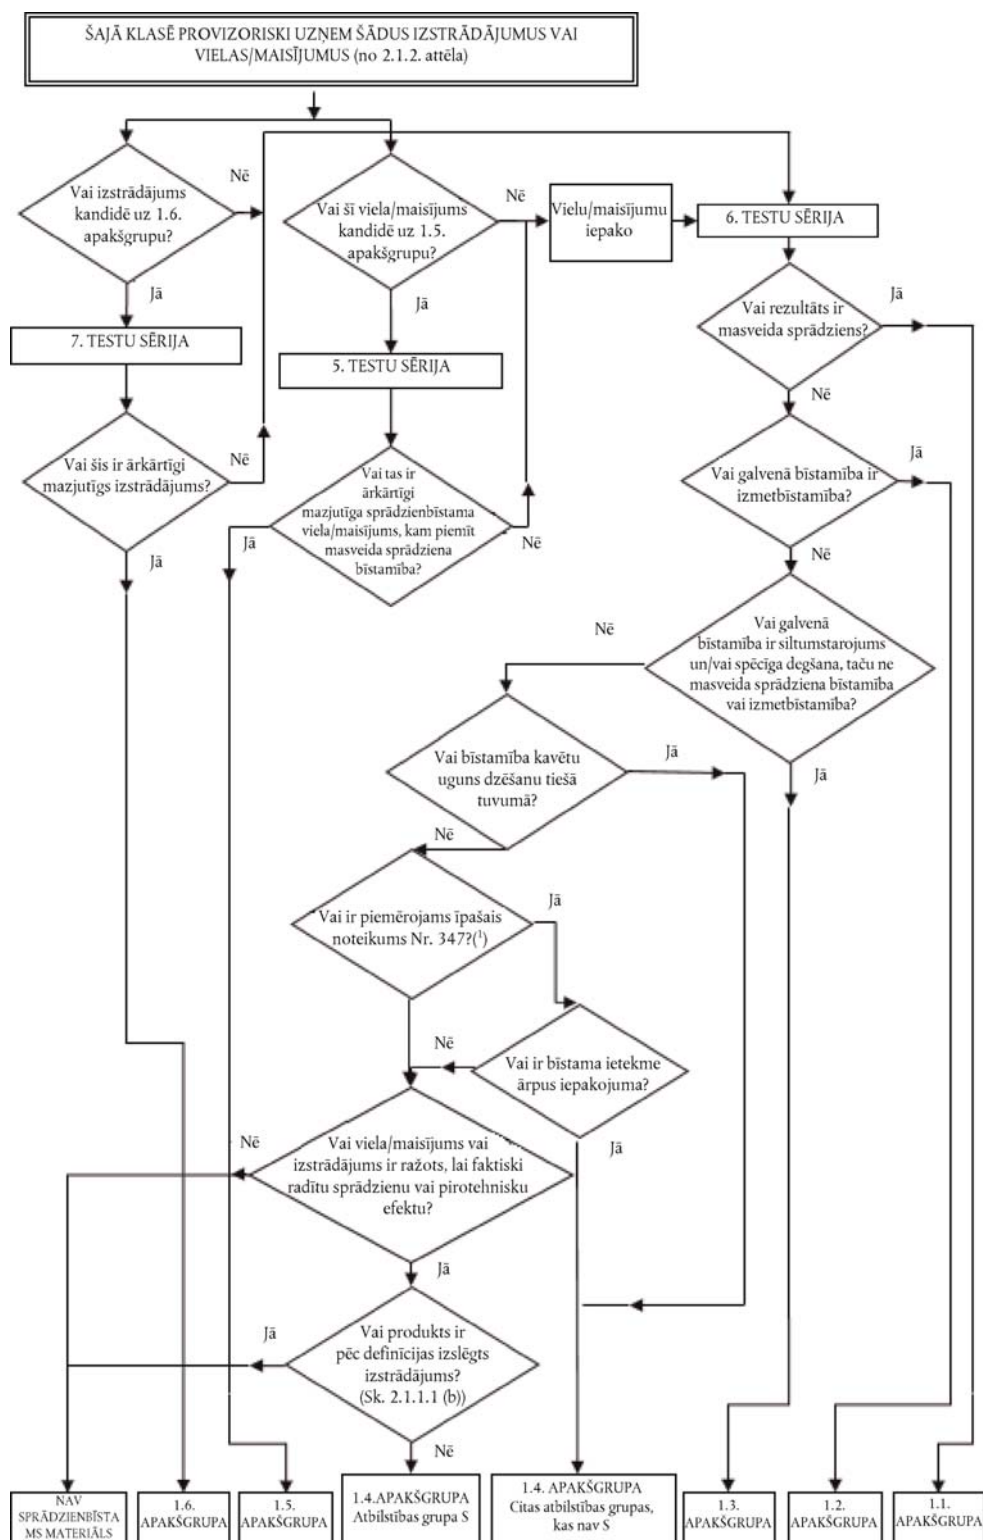 ŠAJĀ KLASĒ PROVIZORISKI UZŅEM ŠĀDUS IZSTRĀDĀJUMUS VAI
VIELAS/MAISĪJUMUS (no 2.1.2. attēla)
Vai izstrādājums
kandidē uz 1.6.
apakšgrupu?
Nē
Jā
Vai šī viela/maisījums
kandidē uz 1.5.
apakšgrupu?
Nē
Jā
Vielu/maisījumu
iepako
6. TESTU SĒRIJA
7. TESTU SĒRIJA
5. TESTU SĒRIJA
Vai rezultāts ir
masveida sprādziens?
Jā
Nē
Vai šis ir ārkārtīgi
mazjutīgs izstrādājums?
Nē
Jā
Vai tas ir
ārkārtīgi
mazjutīga sprādzienbīstama
viela/maisījums, kam piemīt
masveida sprādziena
bīstamība?
Jā
Nē
Vai galvenā bīstamība ir
izmetbīstamība?
Jā
Nē
Vai galvenā
bīstamība ir siltumstarojums
un/vai spēcīga degšana, taču ne
masveida sprādziena bīstamība
vai izmetbīstamība?
Nē
Jā
Vai bīstamība kavētu
uguns dzēšanu tiešā
tuvumā?
Jā
Nē
Vai ir piemērojams īpašais
noteikums Nr. 347?(¹)
Jā
Vai ir bīstama ietekme
ārpus iepakojuma?
Nē
Jā
Vai viela/maisījums vai
izstrādājums ir ražots, lai faktiski
radītu sprādzienu vai pirotehnisku
efektu?
Nē
Jā
Vai produkts ir
pēc definīcijas izslēgts
izstrādājums?
(Sk. 2.1.1.1 (b))
Jā
Nē
NAV
SPRĀDZIENBĪSTA
MS MATERIĀLS
1.6.
APAKŠGRUPA
1.5.
APAKŠGRUPA
1.4.APAKŠGRUPA
Atbilstības grupa S
1.4. APAKŠGRUPA
Citas atbilstības grupas,
kas nav S
1.3.
APAKŠGRUPA
1.2.
APAKŠGRUPA
1.1.
APAKŠGRUPA